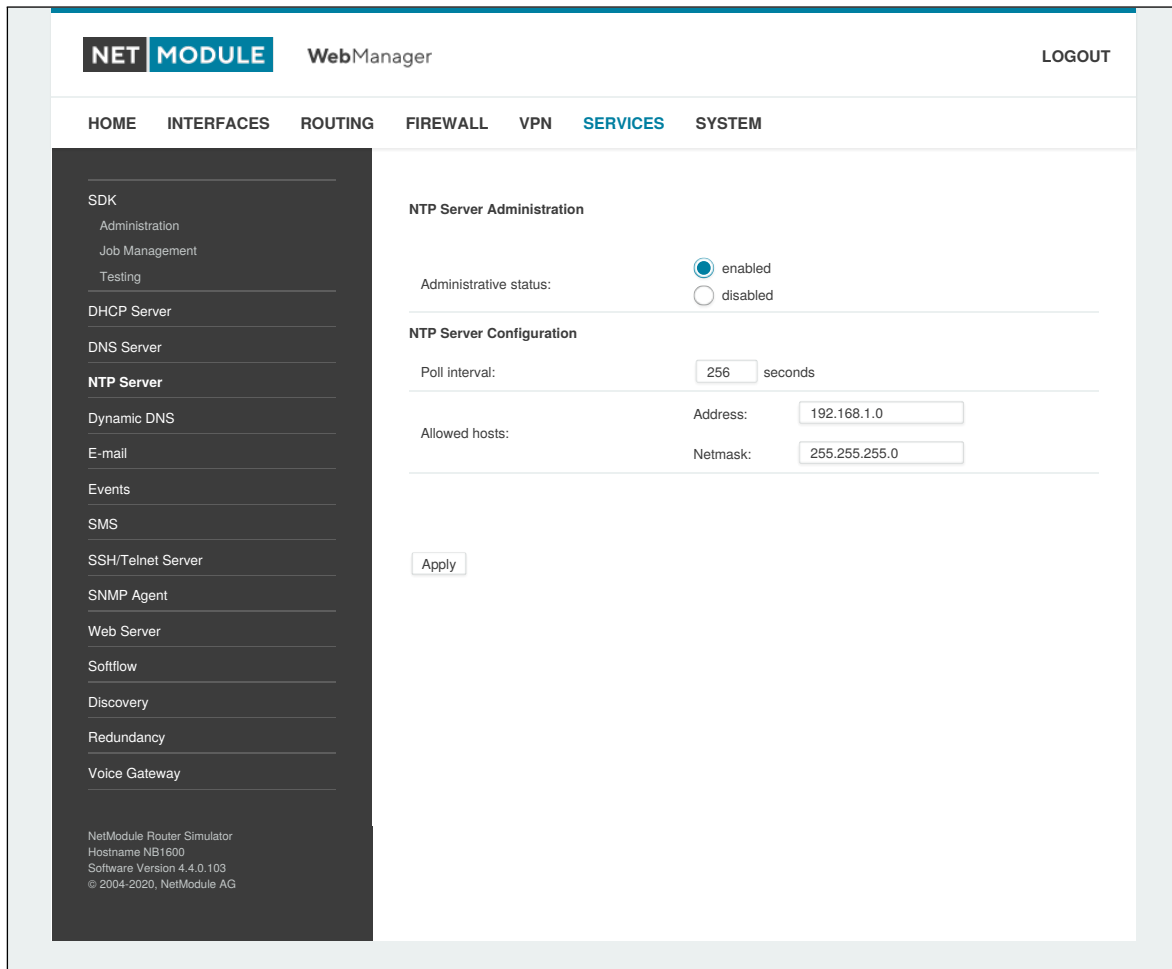 NET MODULE WebManager LOGOUT
HOME INTERFACES ROUTING FIREWALL VPN SERVICES SYSTEM
SDK
Administration
Job Management
Testing
DHCP Server
DNS Server
NTP Server
Dynamic DNS
E-mail
Events
SMS
SSH/Telnet Server
SNMP Agent
Web Server
Softflow
Discovery
Redundancy
Voice Gateway
NetModule Router Simulator
Hostname NB1600
Software Version 4.4.0.103
© 2004-2020, NetModule AG
NTP Server Administration
Administrative status:
enabled
disabled
NTP Server Configuration
Poll interval: 256 seconds
Allowed hosts:
Address: 192.168.1.0
Netmask: 255.255.255.0
Apply